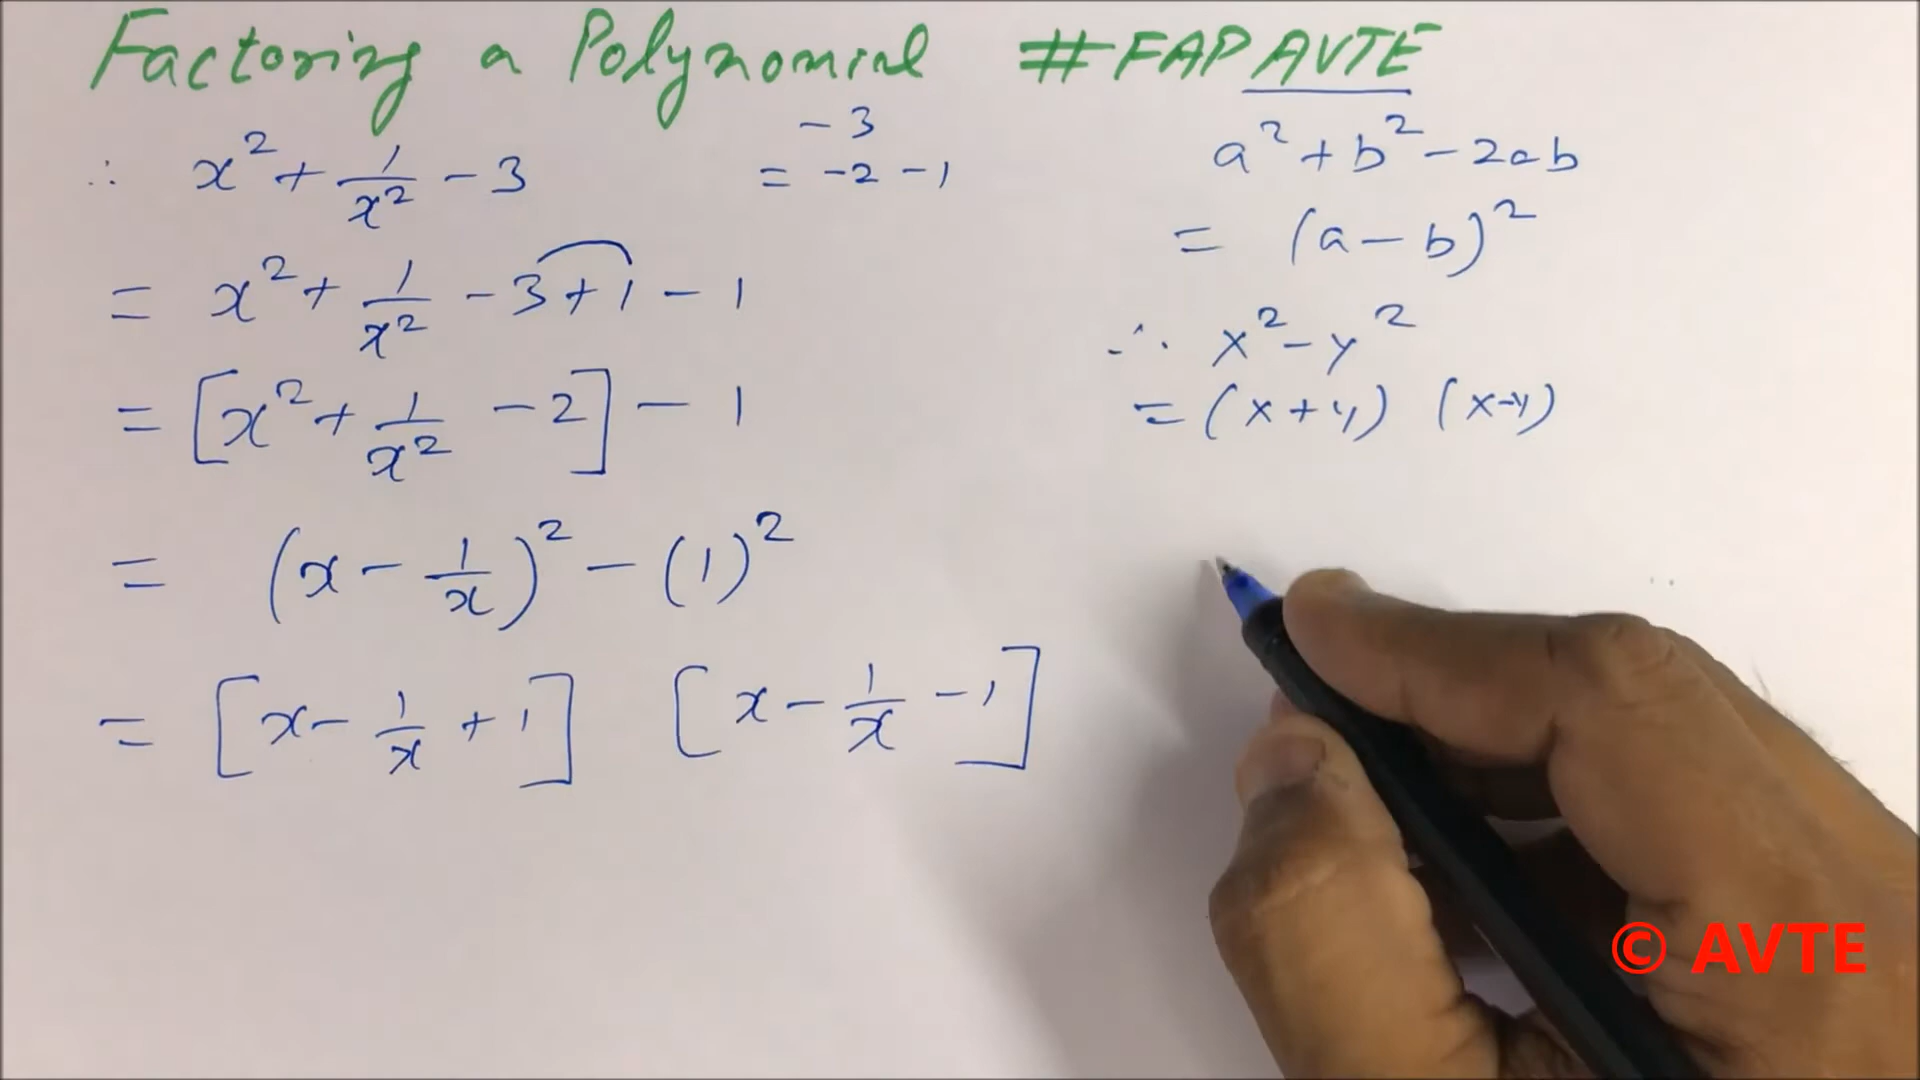 Factoring a Polynomial #FAPAVTE
∴ x² + 1/x² - 3
= x² + 1/x² - 3 + 1 - 1
= [x² + 1/x² - 2] - 1
= (x - 1/x)² - (1)²
= [x - 1/x + 1] [x - 1/x - 1]
- 3
= -2 - 1
a² + b² - 2ab
= (a - b)²
∴ x² - y²
= (x + y) (x - y)
© AVTE